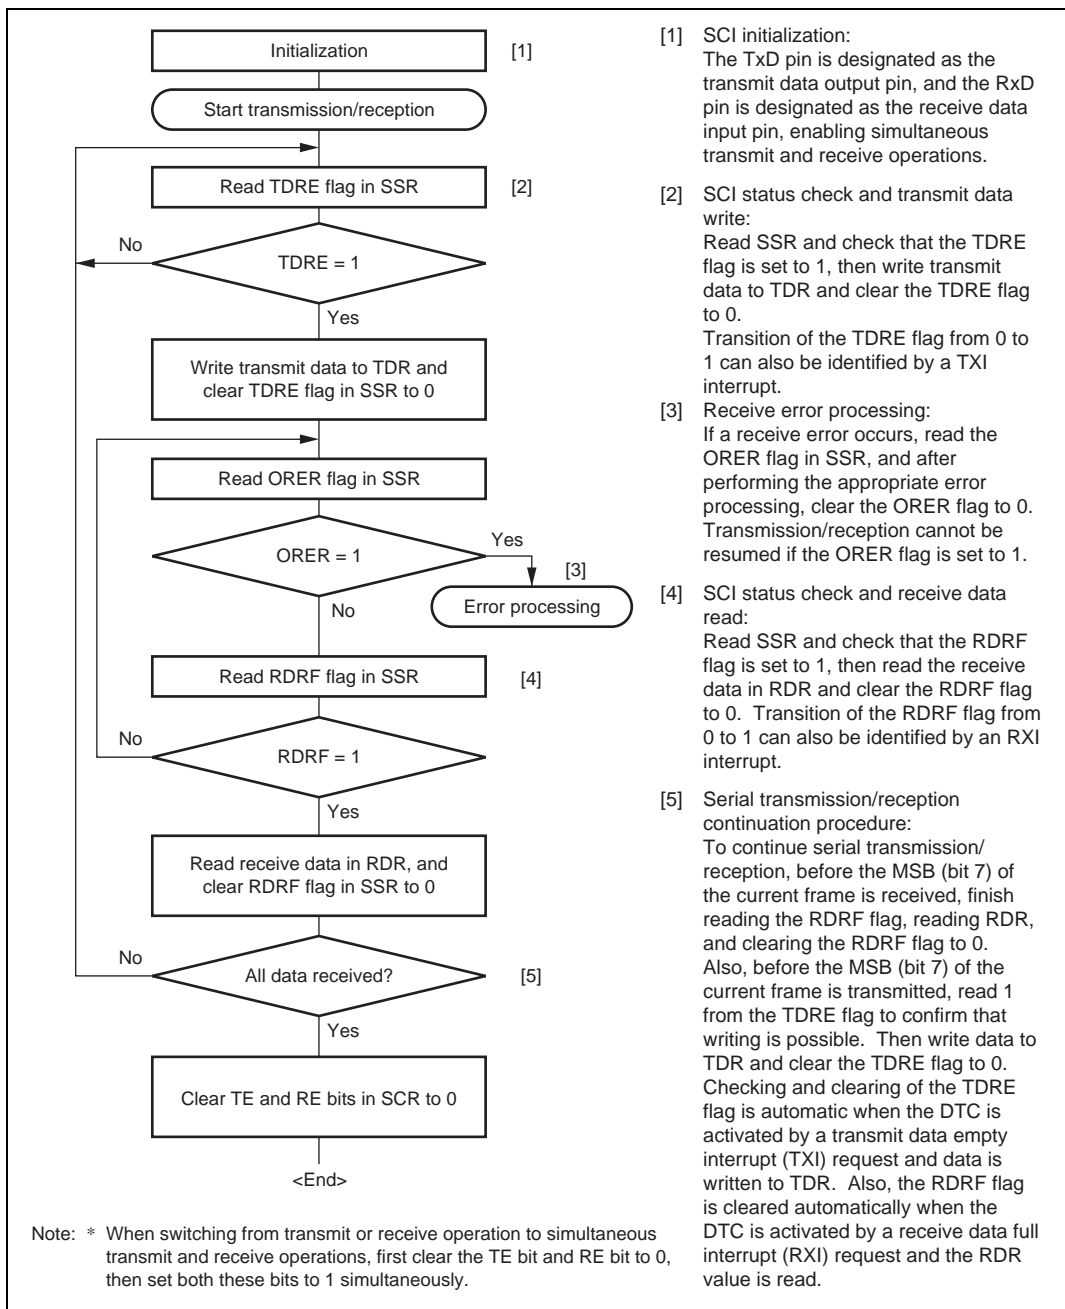 Initialization [1]
Start transmission/reception
Read TDRE flag in SSR [2]
No
TDRE = 1
Yes
Write transmit data to TDR and
clear TDRE flag in SSR to 0
Read ORER flag in SSR
ORER = 1
Yes
[3]
Error processing
No
Read RDRF flag in SSR [4]
No
RDRF = 1
Yes
Read receive data in RDR, and
clear RDRF flag in SSR to 0
No
All data received? [5]
Yes
Clear TE and RE bits in SCR to 0
<End>
[1] SCI initialization:
The TxD pin is designated as the
transmit data output pin, and the RxD
pin is designated as the receive data
input pin, enabling simultaneous
transmit and receive operations.
[2] SCI status check and transmit data
write:
Read SSR and check that the TDRE
flag is set to 1, then write transmit
data to TDR and clear the TDRE flag
to 0.
Transition of the TDRE flag from 0 to
1 can also be identified by a TXI
interrupt.
[3] Receive error processing:
If a receive error occurs, read the
ORER flag in SSR, and after
performing the appropriate error
processing, clear the ORER flag to 0.
Transmission/reception cannot be
resumed if the ORER flag is set to 1.
[4] SCI status check and receive data
read:
Read SSR and check that the RDRF
flag is set to 1, then read the receive
data in RDR and clear the RDRF flag
to 0. Transition of the RDRF flag from
0 to 1 can also be identified by an RXI
interrupt.
[5] Serial transmission/reception
continuation procedure:
To continue serial transmission/
reception, before the MSB (bit 7) of
the current frame is received, finish
reading the RDRF flag, reading RDR,
and clearing the RDRF flag to 0.
Also, before the MSB (bit 7) of the
current frame is transmitted, read 1
from the TDRE flag to confirm that
writing is possible. Then write data to
TDR and clear the TDRE flag to 0.
Checking and clearing of the TDRE
flag is automatic when the DTC is
activated by a transmit data empty
interrupt (TXI) request and data is
written to TDR. Also, the RDRF flag
is cleared automatically when the
DTC is activated by a receive data full
interrupt (RXI) request and the RDR
value is read.
Note: * When switching from transmit or receive operation to simultaneous
transmit and receive operations, first clear the TE bit and RE bit to 0,
then set both these bits to 1 simultaneously.